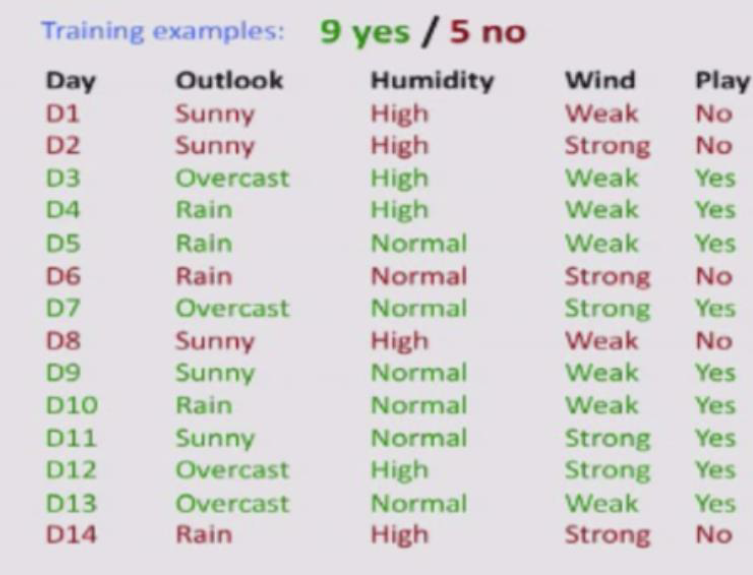 Training examples: 9 yes / 5 no
Day Outlook Humidity Wind Play
D1 Sunny High Weak No
D2 Sunny High Strong No
D3 Overcast High Weak Yes
D4 Rain High Weak Yes
D5 Rain Normal Weak Yes
D6 Rain Normal Strong No
D7 Overcast Normal Strong Yes
D8 Sunny High Weak No
D9 Sunny Normal Weak Yes
D10 Rain Normal Weak Yes
D11 Sunny Normal Strong Yes
D12 Overcast High Strong Yes
D13 Overcast Normal Weak Yes
D14 Rain High Strong No